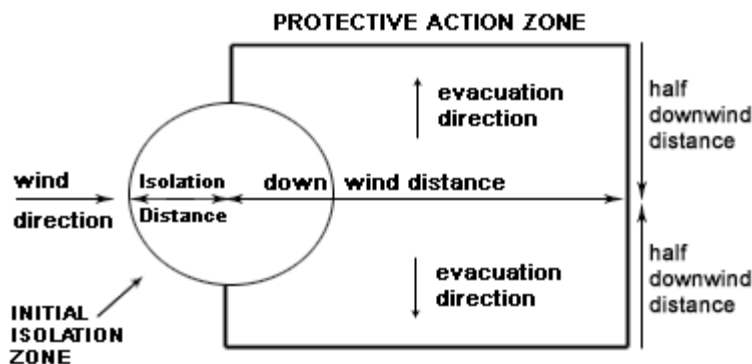 PROTECTIVE ACTION ZONE
evacuation
direction
half
downwind
distance
wind
direction
Isolation
Distance
down wind distance
evacuation
direction
half
downwind
distance
INITIAL
ISOLATION
ZONE